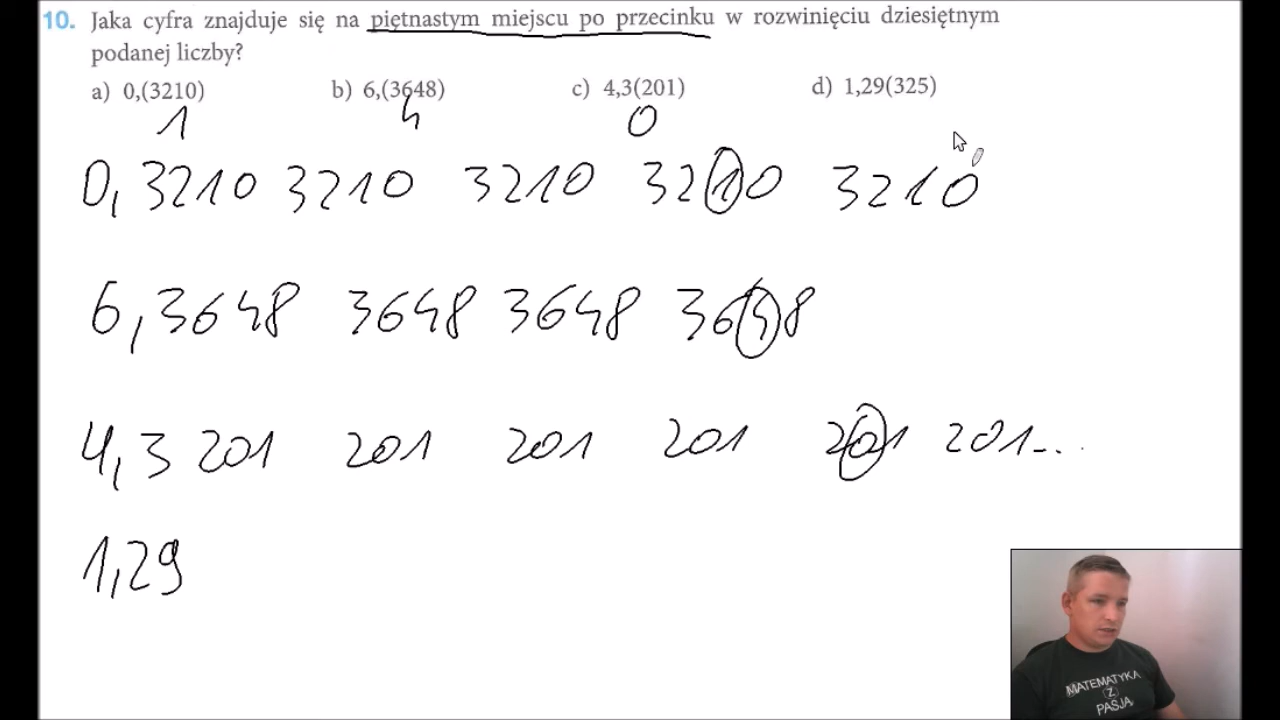 10. Jaka cyfra znajduje się na piętnastym miejscu po przecinku w rozwinięciu dziesiętnym
podanej liczby?
a) 0,(3210) b) 6,(3648) c) 4,3(201) d) 1,29(325)
1 4 0
0,3210 3210 3210 3210 3210
6,3648 3648 3648 3648
4,3 201 201 201 201 201 201...
1,29
MATEMATYKA
Z
PASJĄ